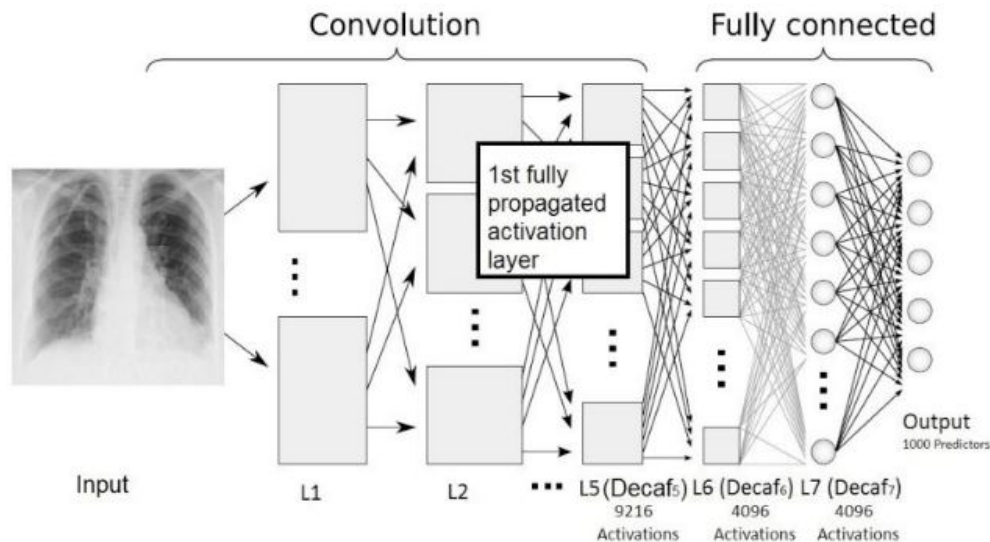 Convolution
Fully connected
1st fully
propagated
activation
layer
Output
1000 Predictors
Input
L1
L2
L5 (Decaf₅)
9216
Activations
L6 (Decaf₆)
4096
Activations
L7 (Decaf₇)
4096
Activations